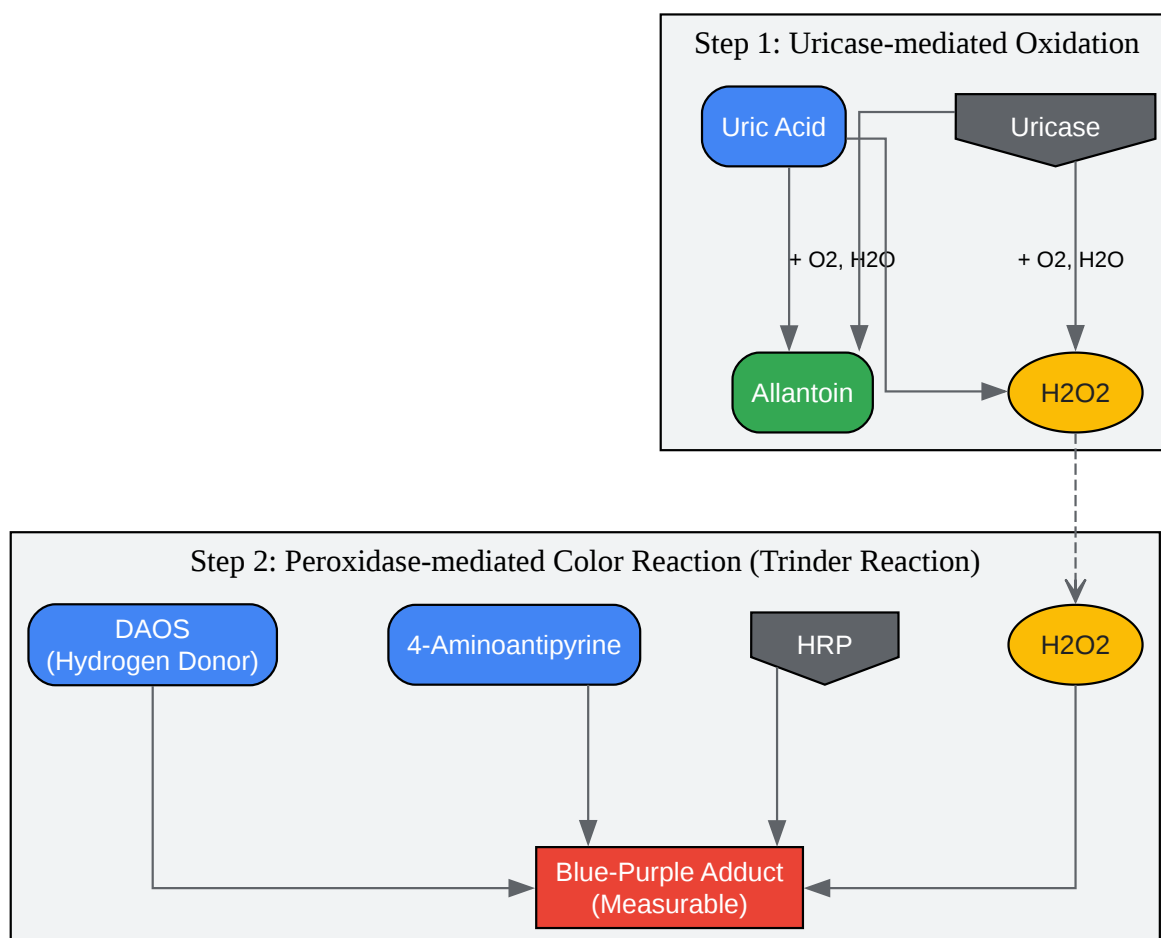 Step 1: Uricase-mediated Oxidation
Uric Acid
Uricase
+ O2, H2O
+ O2, H2O
Allantoin
H2O2
Step 2: Peroxidase-mediated Color Reaction (Trinder Reaction)
DAOS
(Hydrogen Donor)
4-Aminoantipyrine
HRP
H2O2
Blue-Purple Adduct
(Measurable)